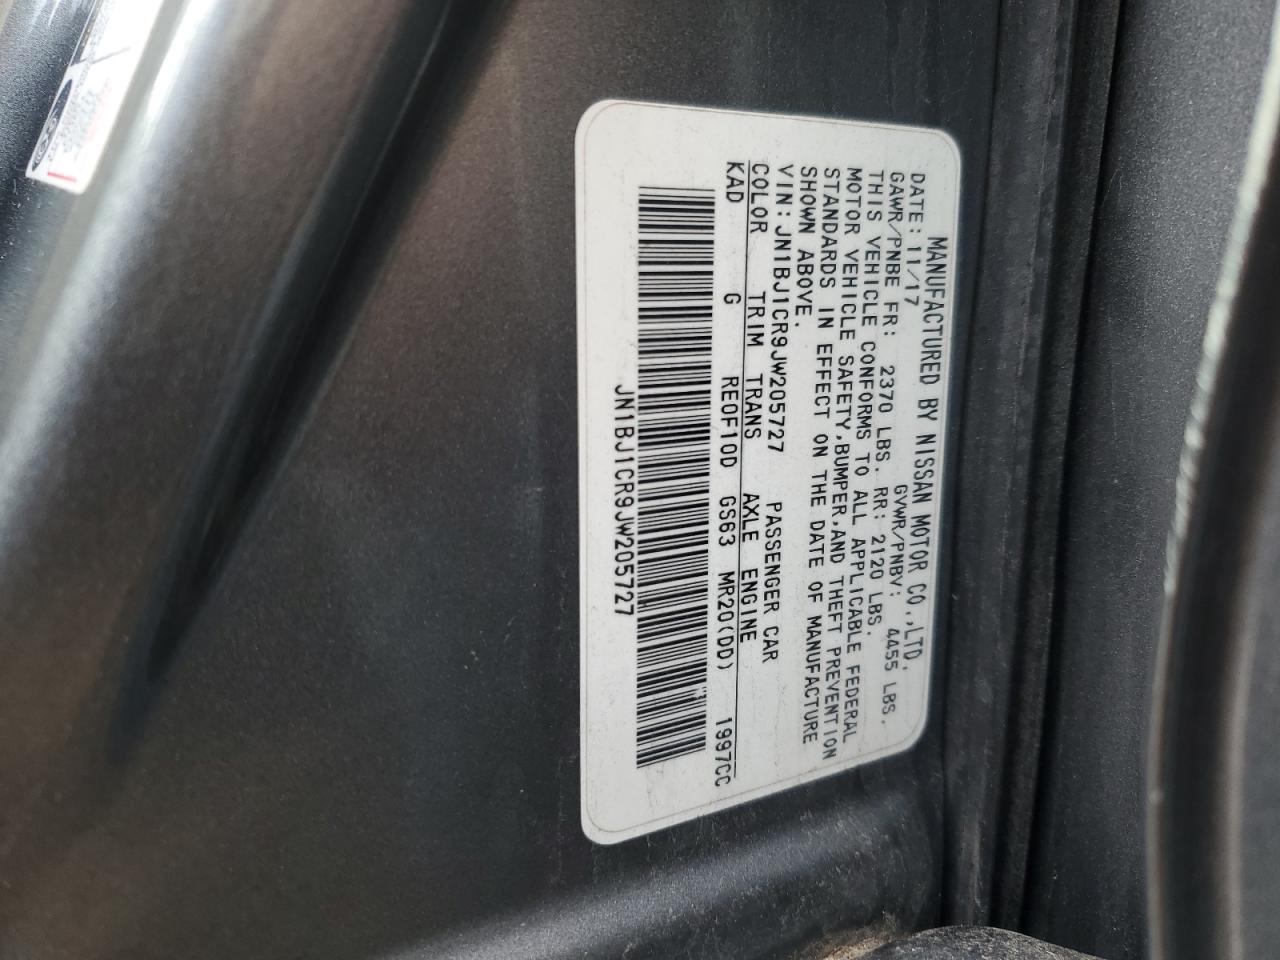 MANUFACTURED BY NISSAN MOTOR CO.,LTD.
DATE: 11/17 GVWR/PNBV: 4455 LBS.
GAWR/PNBE FR: 2370 LBS. RR: 2120 LBS.
THIS VEHICLE CONFORMS TO ALL APPLICABLE FEDERAL
MOTOR VEHICLE SAFETY,BUMPER,AND THEFT PREVENTION
STANDARDS IN EFFECT ON THE DATE OF MANUFACTURE
SHOWN ABOVE.
VIN:JN1BJ1CR9JW205727 PASSENGER CAR
COLOR TRIM TRANS AXLE ENGINE
KAD G RE0F10D GS63 MR20(DD) 1997CC
JN1BJ1CR9JW205727